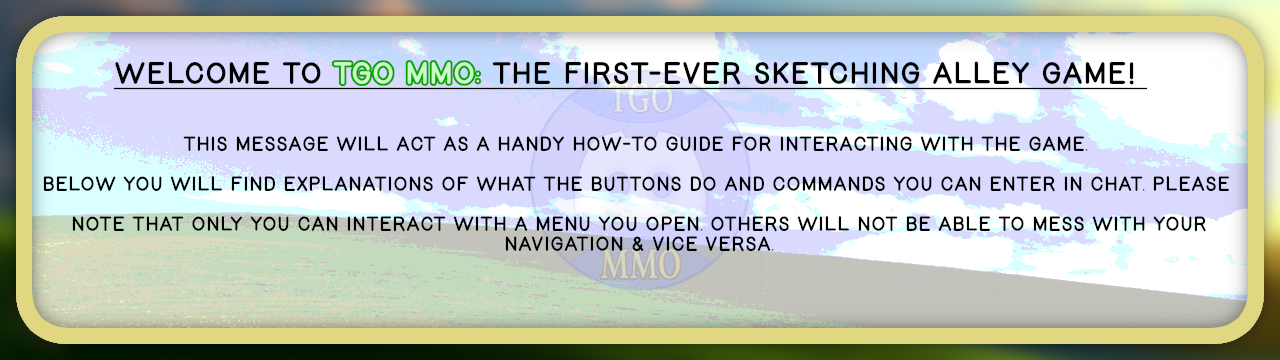 WELCOME TO TGO MMO: THE FIRST-EVER SKETCHING ALLEY GAME!
THIS MESSAGE WILL ACT AS A HANDY HOW-TO GUIDE FOR INTERACTING WITH THE GAME.
BELOW YOU WILL FIND EXPLANATIONS OF WHAT THE BUTTONS DO AND COMMANDS YOU CAN ENTER IN CHAT. PLEASE
NOTE THAT ONLY YOU CAN INTERACT WITH A MENU YOU OPEN. OTHERS WILL NOT BE ABLE TO MESS WITH YOUR
NAVIGATION & VICE VERSA.
TGO
MMO